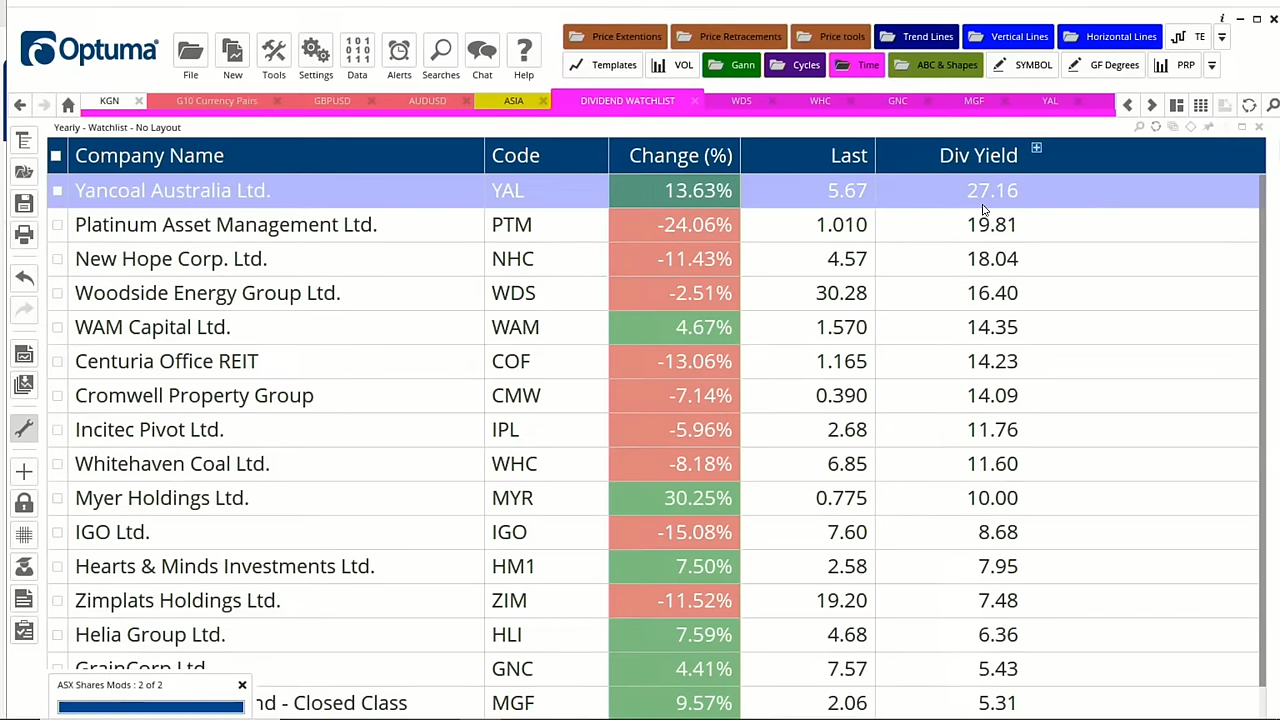 Optuma
File
New
Tools
Settings
Data
Alerts
Searches
Chat
Help
Price Extentions
Price Retracements
Price tools
Trend Lines
Vertical Lines
Horizontal Lines
TE
Templates
VOL
Gann
Cycles
Time
ABC & Shapes
SYMBOL
GF Degrees
PRP
KGN
G10 Currency Pairs
GBPUSD
AUDUSD
ASIA
DIVIDEND WATCHLIST
WDS
WHC
GNC
MGF
YAL
Yearly - Watchlist - No Layout
Company Name Code Change (%) Last Div Yield
Yancoal Australia Ltd. YAL 13.63% 5.67 27.16
Platinum Asset Management Ltd. PTM -24.06% 1.010 19.81
New Hope Corp. Ltd. NHC -11.43% 4.57 18.04
Woodside Energy Group Ltd. WDS -2.51% 30.28 16.40
WAM Capital Ltd. WAM 4.67% 1.570 14.35
Centuria Office REIT COF -13.06% 1.165 14.23
Cromwell Property Group CMW -7.14% 0.390 14.09
Incitec Pivot Ltd. IPL -5.96% 2.68 11.76
Whitehaven Coal Ltd. WHC -8.18% 6.85 11.60
Myer Holdings Ltd. MYR 30.25% 0.775 10.00
IGO Ltd. IGO -15.08% 7.60 8.68
Hearts & Minds Investments Ltd. HM1 7.50% 2.58 7.95
Zimplats Holdings Ltd. ZIM -11.52% 19.20 7.48
Helia Group Ltd. HLI 7.59% 4.68 6.36
GrainCorp Ltd. GNC 4.41% 7.57 5.43
nd - Closed Class MGF 9.57% 2.06 5.31
ASX Shares Mods : 2 of 2